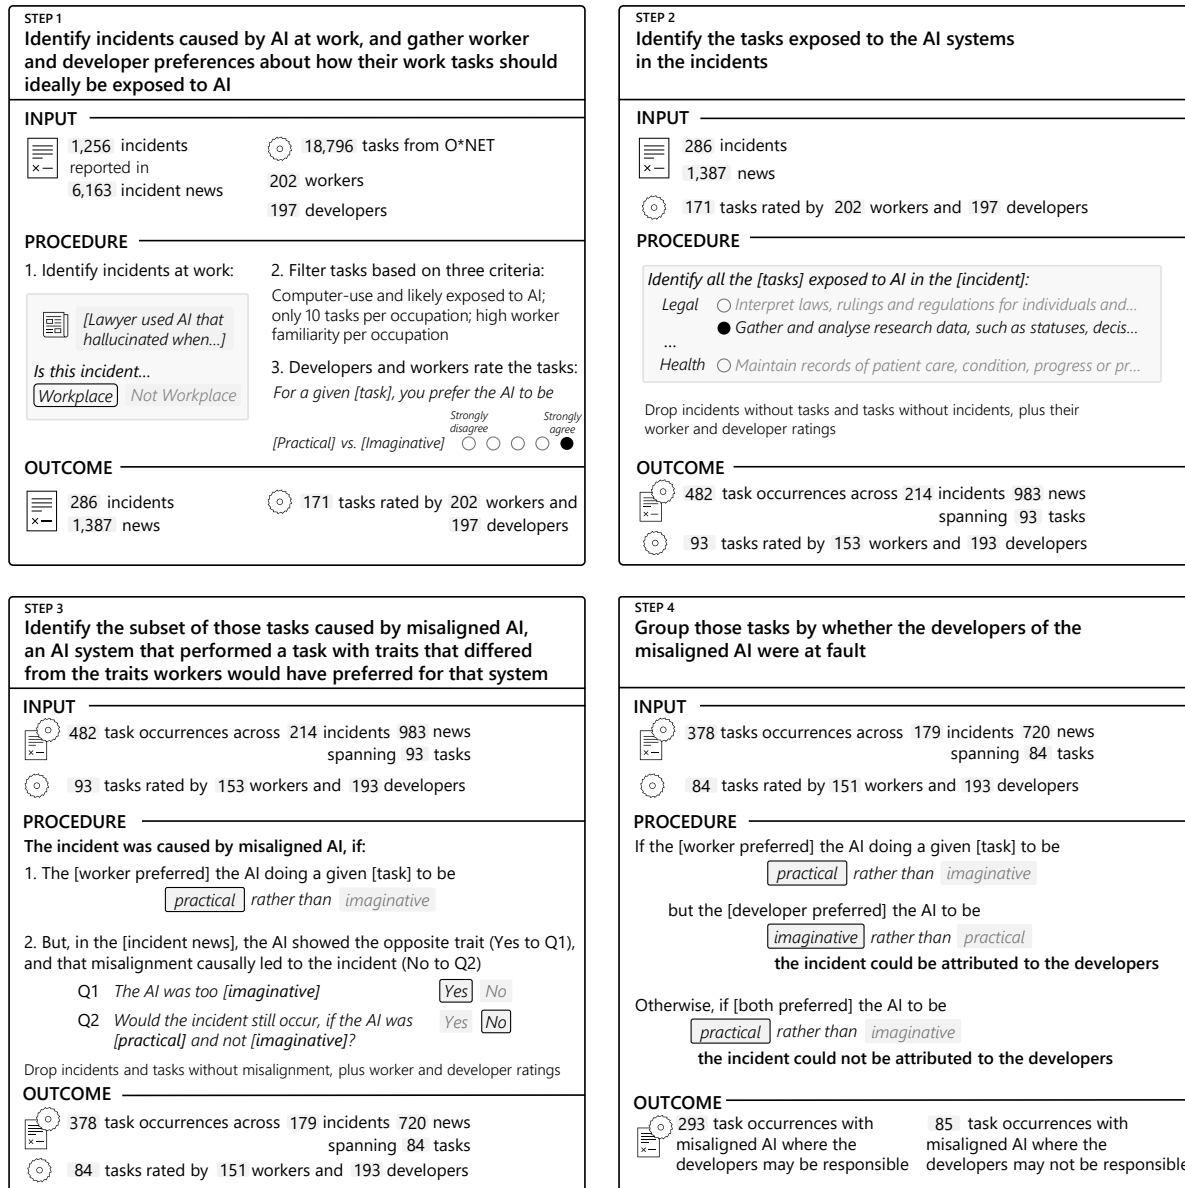 STEP 1
Identify incidents caused by AI at work, and gather worker
and developer preferences about how their work tasks should
ideally be exposed to AI
INPUT
1,256 incidents
reported in
6,163 incident news
18,796 tasks from O*NET
202 workers
197 developers
PROCEDURE
1. Identify incidents at work:
[Lawyer used AI that
hallucinated when...]
Is this incident...
Workplace Not Workplace
2. Filter tasks based on three criteria:
Computer-use and likely exposed to AI;
only 10 tasks per occupation; high worker
familiarity per occupation
3. Developers and workers rate the tasks:
For a given [task], you prefer the AI to be
Strongly disagree
Strongly agree
[Practical] vs. [Imaginative]
OUTCOME
286 incidents
1,387 news
171 tasks rated by 202 workers and
197 developers
STEP 2
Identify the tasks exposed to the AI systems
in the incidents
INPUT
286 incidents
1,387 news
171 tasks rated by 202 workers and 197 developers
PROCEDURE
Identify all the [tasks] exposed to AI in the [incident]:
Legal Interpret laws, rulings and regulations for individuals and...
Gather and analyse research data, such as statuses, decis...
...
Health Maintain records of patient care, condition, progress or pr...
Drop incidents without tasks and tasks without incidents, plus their
worker and developer ratings
OUTCOME
482 task occurrences across 214 incidents 983 news
spanning 93 tasks
93 tasks rated by 153 workers and 193 developers
STEP 3
Identify the subset of those tasks caused by misaligned AI,
an AI system that performed a task with traits that differed
from the traits workers would have preferred for that system
INPUT
482 task occurrences across 214 incidents 983 news
spanning 93 tasks
93 tasks rated by 153 workers and 193 developers
PROCEDURE
The incident was caused by misaligned AI, if:
1. The [worker preferred] the AI doing a given [task] to be
practical rather than imaginative
2. But, in the [incident news], the AI showed the opposite trait (Yes to Q1),
and that misalignment causally led to the incident (No to Q2)
Q1 The AI was too [imaginative] Yes No
Q2 Would the incident still occur, if the AI was Yes No
[practical] and not [imaginative]?
Drop incidents and tasks without misalignment, plus worker and developer ratings
OUTCOME
378 task occurrences across 179 incidents 720 news
spanning 84 tasks
84 tasks rated by 151 workers and 193 developers
STEP 4
Group those tasks by whether the developers of the
misaligned AI were at fault
INPUT
378 tasks occurrences across 179 incidents 720 news
spanning 84 tasks
84 tasks rated by 151 workers and 193 developers
PROCEDURE
If the [worker preferred] the AI doing a given [task] to be
practical rather than imaginative
but the [developer preferred] the AI to be
imaginative rather than practical
the incident could be attributed to the developers
Otherwise, if [both preferred] the AI to be
practical rather than imaginative
the incident could not be attributed to the developers
OUTCOME
293 task occurrences with
misaligned AI where the
developers may be responsible
85 task occurrences with
misaligned AI where the
developers may not be responsible